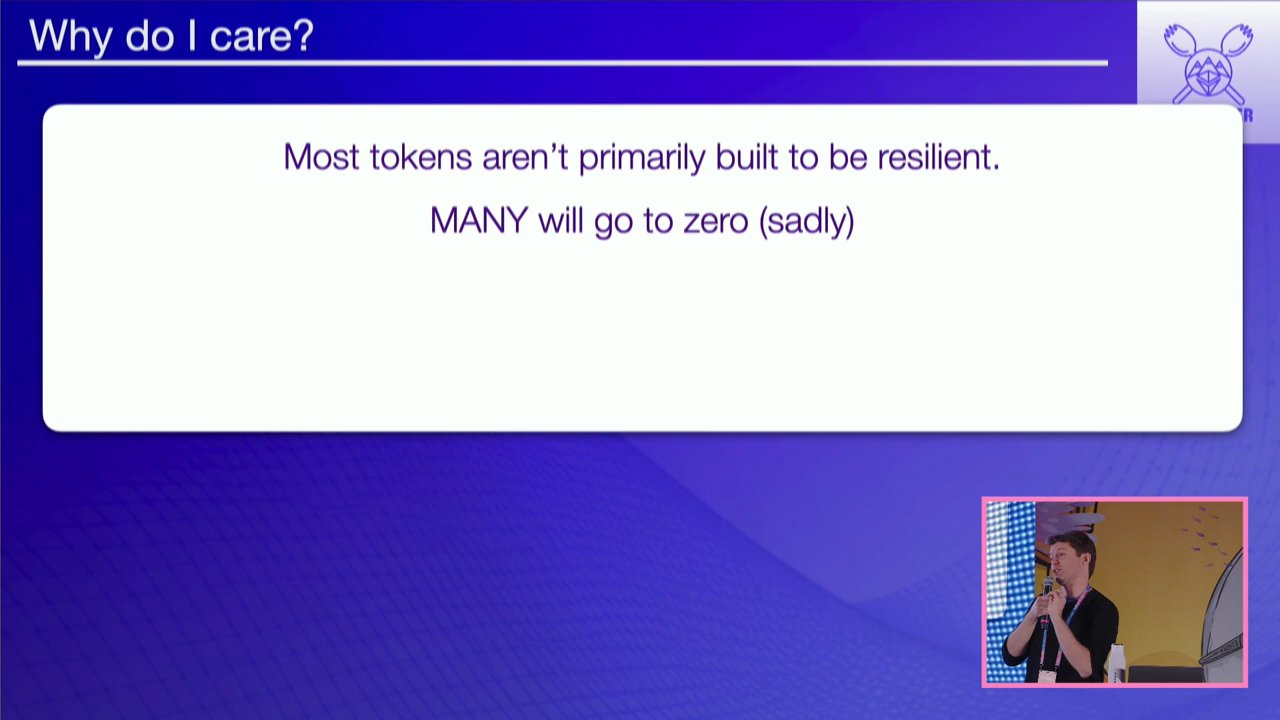 Why do I care?
Most tokens aren't primarily built to be resilient.
MANY will go to zero (sadly)